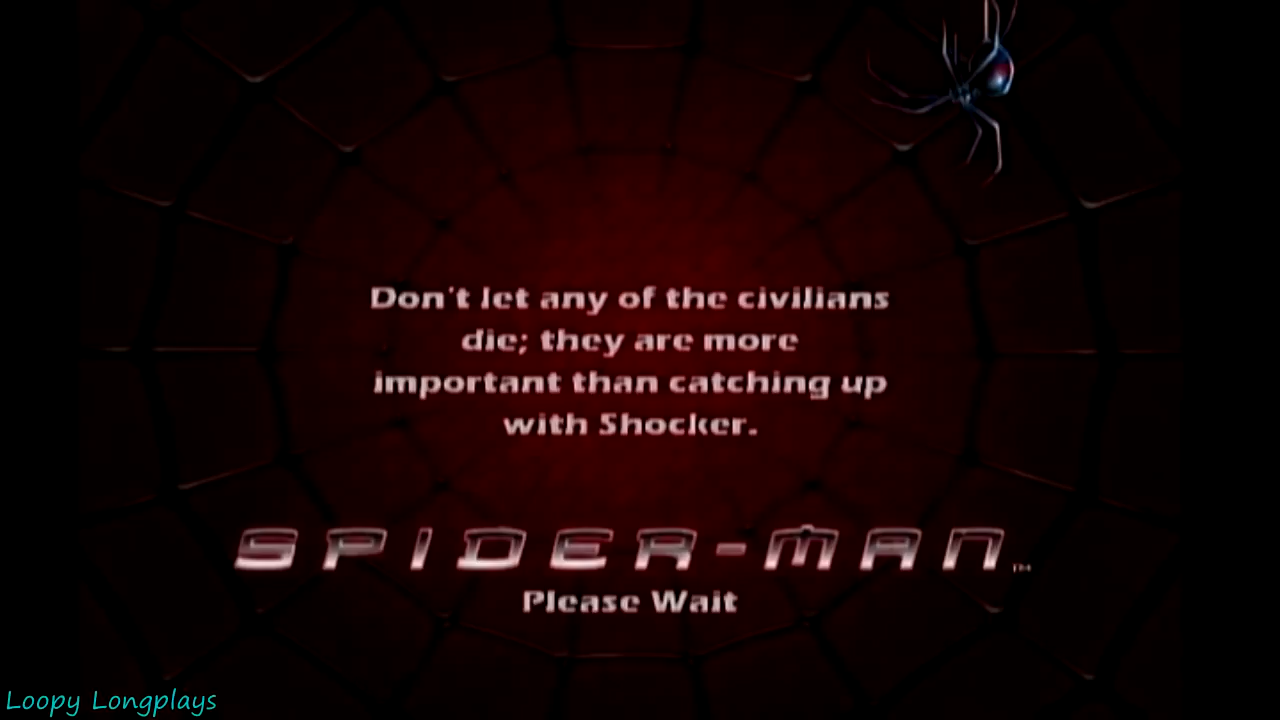 Don't let any of the civilians
die; they are more
important than catching up
with Shocker.
SPIDER-MAN™
Please Wait
Loopy Longplays